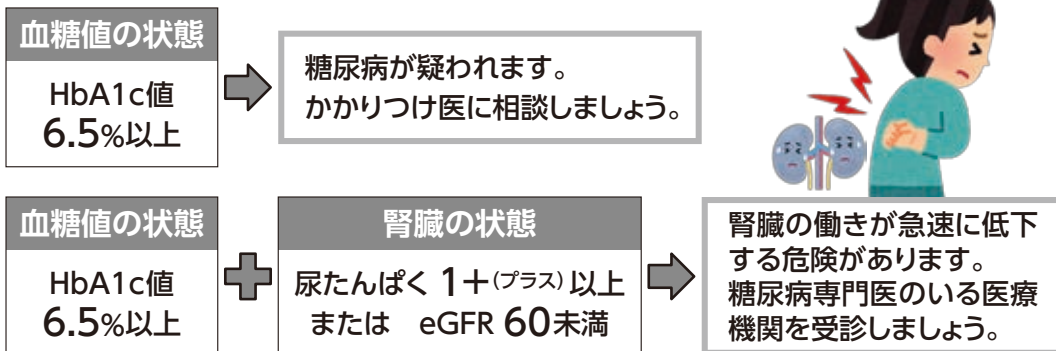 血糖値の状態
HbA1c値
6.5%以上
糖尿病が疑われます。
かかりつけ医に相談しましょう。
血糖値の状態
HbA1c値
6.5%以上
腎臓の状態
尿たんぱく 1+(プラス) 以上
または eGFR 60未満
腎臓の働きが急速に低下
する危険があります。
糖尿病専門医のいる医療
機関を受診しましょう。